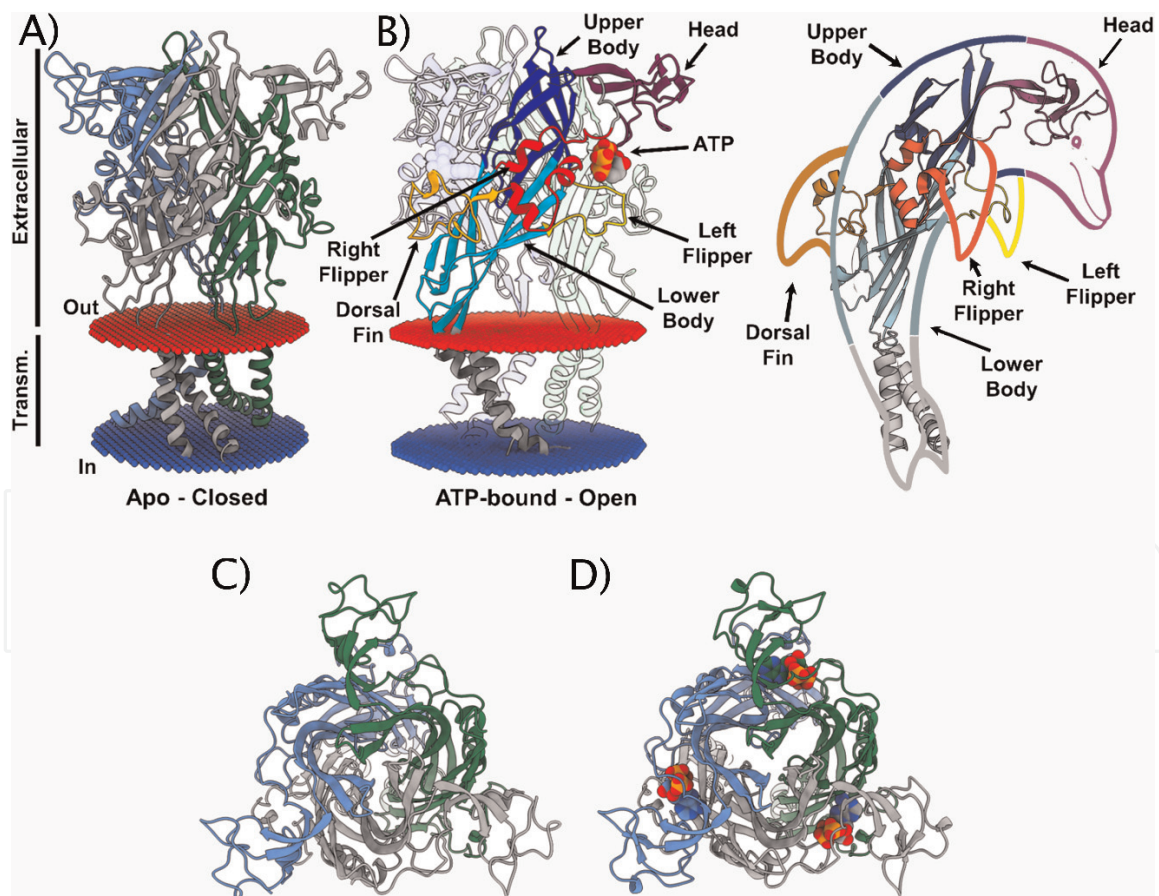 A)
Extracellular
Out
Transm.
In
Apo - Closed
B)
Upper
Body
Head
ATP
Right
Flipper
Dorsal
Fin
Left
Flipper
Lower
Body
ATP-bound - Open
Upper
Body
Head
Dorsal
Fin
Right
Flipper
Left
Flipper
Lower
Body
C)
D)